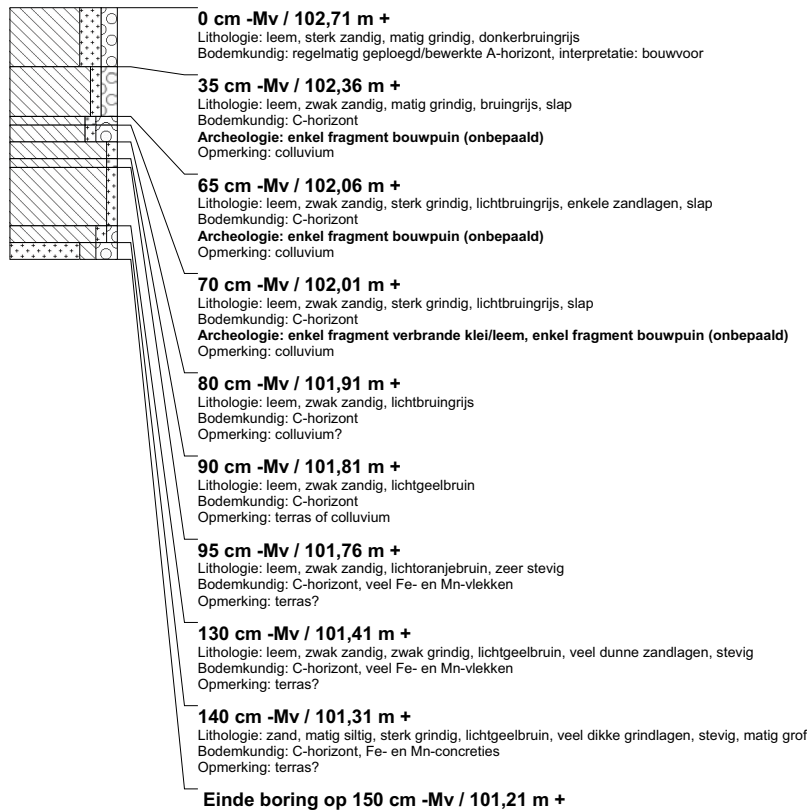 0 cm -Mv / 102,71 m +
Lithologie: leem, sterk zandig, matig grindig, donkerbruingrijs
Bodemkundig: regelmatig geploegd/bewerkte A-horizont, interpretatie: bouwvoor
35 cm -Mv / 102,36 m +
Lithologie: leem, zwak zandig, matig grindig, bruingrijs, slap
Bodemkundig: C-horizont
Archeologie: enkel fragment bouwpuin (onbepaald)
Opmerking: colluvium
65 cm -Mv / 102,06 m +
Lithologie: leem, zwak zandig, sterk grindig, lichtbruingrijs, enkele zandlagen, slap
Bodemkundig: C-horizont
Archeologie: enkel fragment bouwpuin (onbepaald)
Opmerking: colluvium
70 cm -Mv / 102,01 m +
Lithologie: leem, zwak zandig, sterk grindig, lichtbruingrijs, slap
Bodemkundig: C-horizont
Archeologie: enkel fragment verbrande klei/leem, enkel fragment bouwpuin (onbepaald)
Opmerking: colluvium
80 cm -Mv / 101,91 m +
Lithologie: leem, zwak zandig, lichtbruingrijs
Bodemkundig: C-horizont
Opmerking: colluvium?
90 cm -Mv / 101,81 m +
Lithologie: leem, zwak zandig, lichtgeelbruin
Bodemkundig: C-horizont
Opmerking: terras of colluvium
95 cm -Mv / 101,76 m +
Lithologie: leem, zwak zandig, lichtoranjebruin, zeer stevig
Bodemkundig: C-horizont, veel Fe- en Mn-vlekken
Opmerking: terras?
130 cm -Mv / 101,41 m +
Lithologie: leem, zwak zandig, zwak grindig, lichtgeelbruin, veel dunne zandlagen, stevig
Bodemkundig: C-horizont, veel Fe- en Mn-vlekken
Opmerking: terras?
140 cm -Mv / 101,31 m +
Lithologie: zand, matig siltig, sterk grindig, lichtgeelbruin, veel dikke grindlagen, stevig, matig grof
Bodemkundig: C-horizont, Fe- en Mn-concreties
Opmerking: terras?
Einde boring op 150 cm -Mv / 101,21 m +